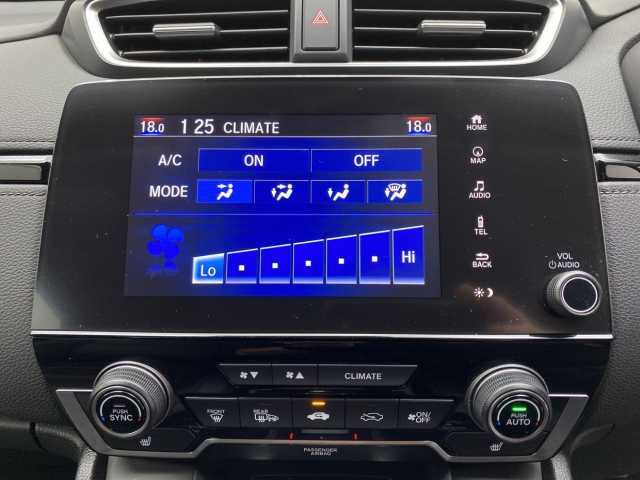 18.0 1 25 CLIMATE 18.0
A/C ON OFF
MODE
Lo Hi
HOME
MAP
AUDIO
TEL
BACK
VOL
AUDIO
CLIMATE
PUSH
SYNC
FRONT
REAR
ON/
OFF
PUSH
AUTO
PASSENGER
AIRBAG